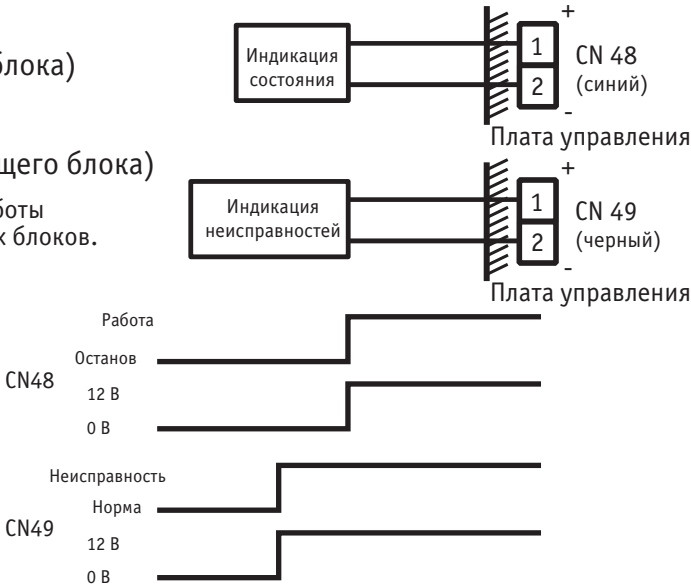 блока)
Индикация
состояния
+
1
2
-
CN 48
(синий)
Плата управления
щего блока)
боты
х блоков.
Индикация
неисправностей
+
1
2
-
CN 49
(черный)
Плата управления
Работа
Останов
CN48
12 В
0 В
Неисправность
Норма
CN49
12 В
0 В